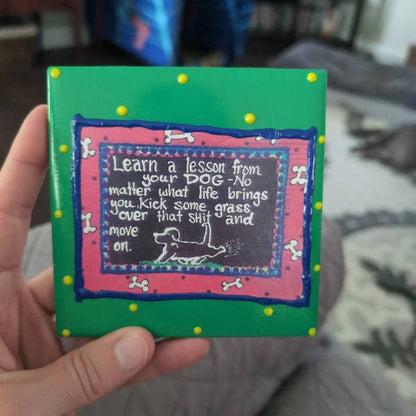 Learn a lesson from
your DOG - No
matter what life brings
you. Kick some grass
over that shit and
move
on.